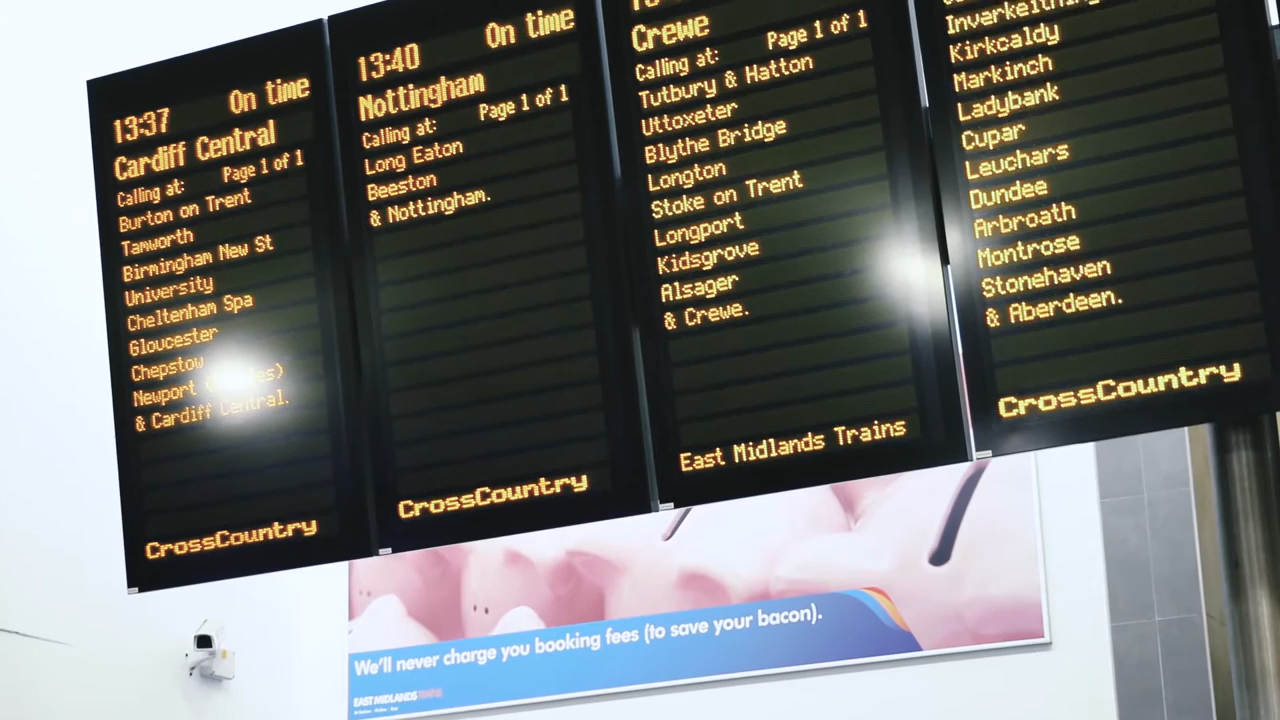 13:37 On time
Cardiff Central
Calling at: Page 1 of 1
Burton on Trent
Tamworth
Birmingham New St
University
Cheltenham Spa
Gloucester
Chepstow
Newport
& Cardiff Central.
CrossCountry
13:40 On time
Nottingham
Calling at: Page 1 of 1
Long Eaton
Beeston
& Nottingham.
CrossCountry
Crewe
Calling at: Page 1 of 1
Tutbury & Hatton
Uttoxeter
Blythe Bridge
Longton
Stoke on Trent
Longport
Kidsgrove
Alsager
& Crewe.
East Midlands Trains
Inverkeithing
Kirkcaldy
Markinch
Ladybank
Cupar
Leuchars
Dundee
Arbroath
Montrose
Stonehaven
& Aberdeen.
CrossCountry
We'll never charge you booking fees (to save your bacon).
EAST MIDLANDS TRAINS